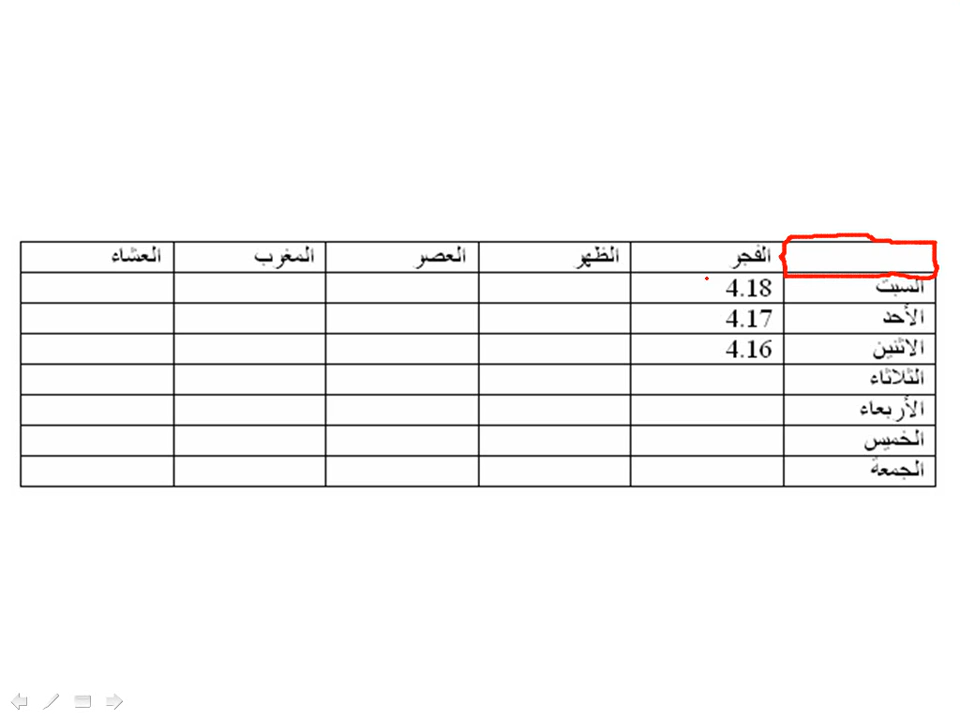 الفجر الظهر العصر المغرب العشاء
السبت 4.18
الأحد 4.17
الاثنين 4.16
الثلاثاء
الأربعاء
الخميس
الجمعة